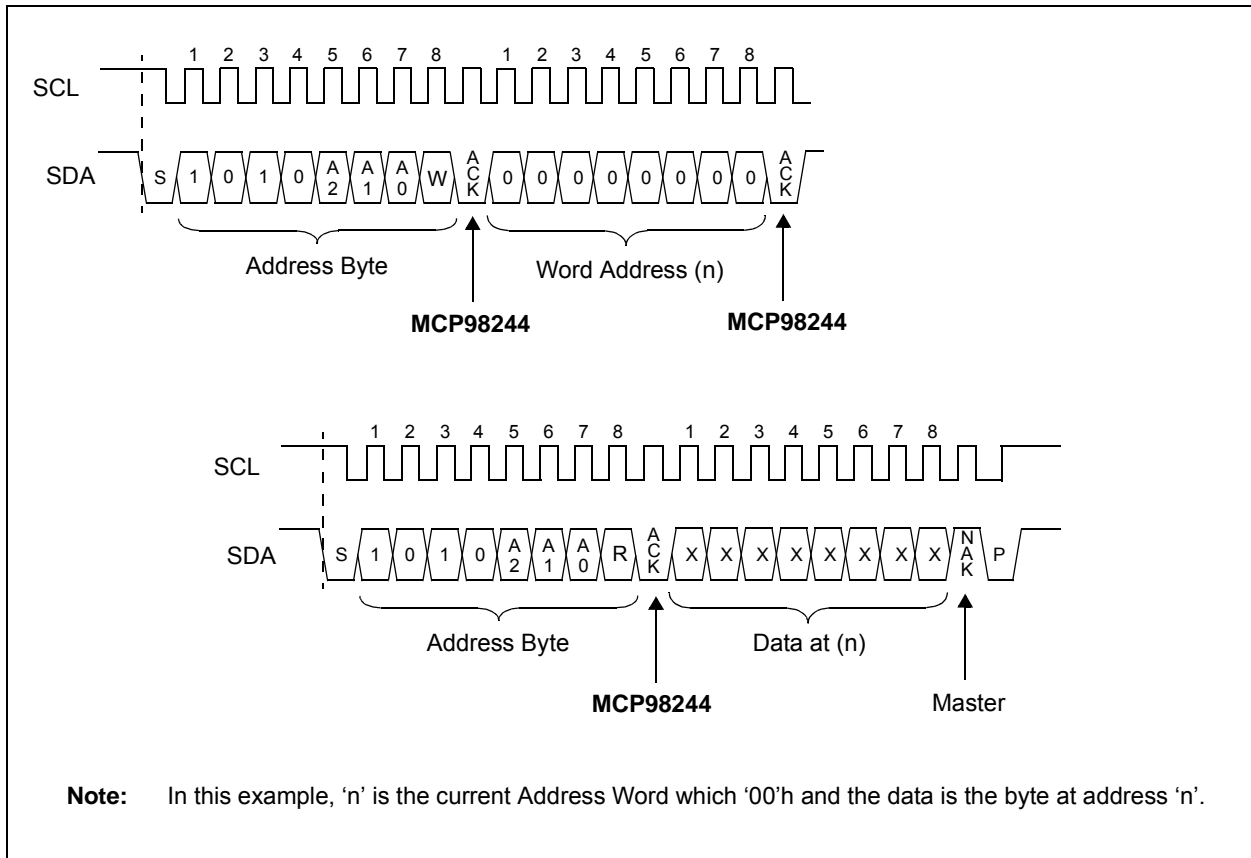 1 2 3 4 5 6 7 8 1 2 3 4 5 6 7 8
SCL
SDA S 1 0 1 0 A2 A1 A0 W ACK 0 0 0 0 0 0 0 0 ACK
Address Byte Word Address (n)
MCP98244 MCP98244
1 2 3 4 5 6 7 8 1 2 3 4 5 6 7 8
SCL
SDA S 1 0 1 0 A2 A1 A0 R ACK X X X X X X X X NAK P
Address Byte Data at (n)
MCP98244 Master
Note: In this example, ‘n’ is the current Address Word which ‘00’h and the data is the byte at address ‘n’.